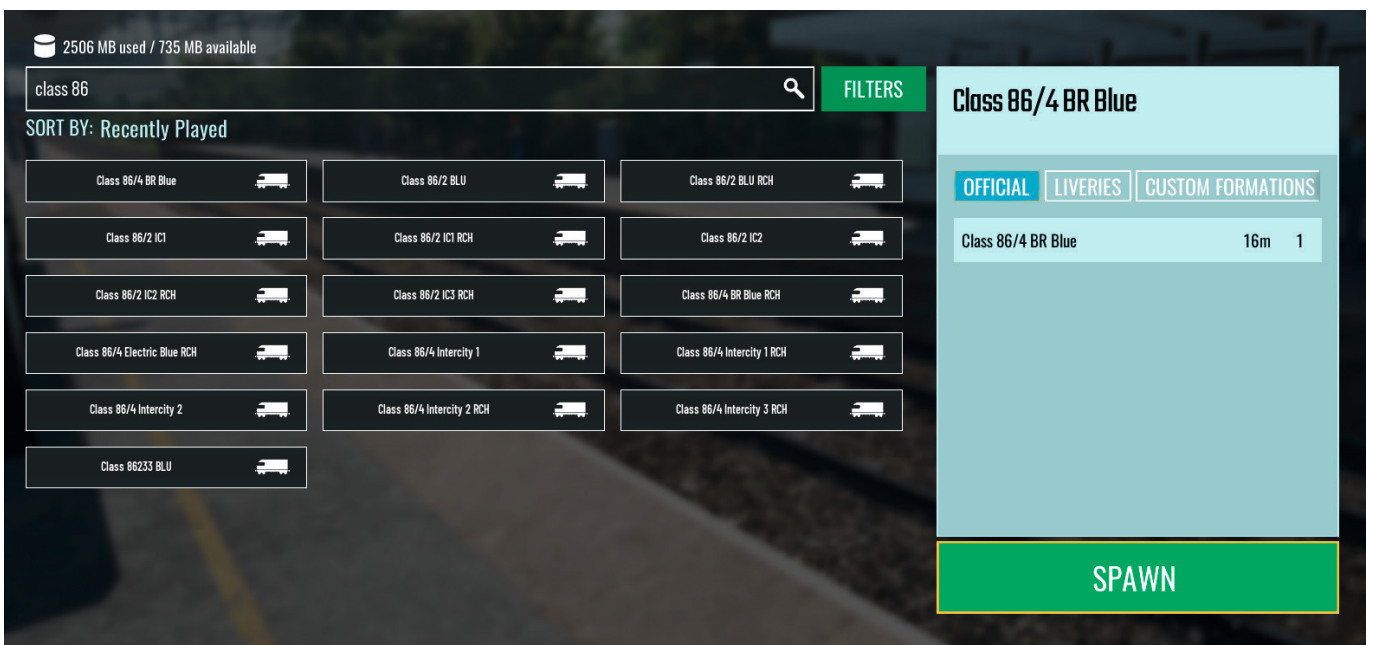 2506 MB used / 735 MB available
class 86
FILTERS
SORT BY: Recently Played
Class 86/4 BR Blue
Class 86/2 BLU
Class 86/2 BLU RCH
Class 86/2 IC1
Class 86/2 IC1 RCH
Class 86/2 IC2
Class 86/2 IC2 RCH
Class 86/2 IC3 RCH
Class 86/4 BR Blue RCH
Class 86/4 Electric Blue RCH
Class 86/4 Intercity 1
Class 86/4 Intercity 1 RCH
Class 86/4 Intercity 2
Class 86/4 Intercity 2 RCH
Class 86/4 Intercity 3 RCH
Class 86233 BLU
Class 86/4 BR Blue
OFFICIAL LIVERIES CUSTOM FORMATIONS
Class 86/4 BR Blue 16m 1
SPAWN